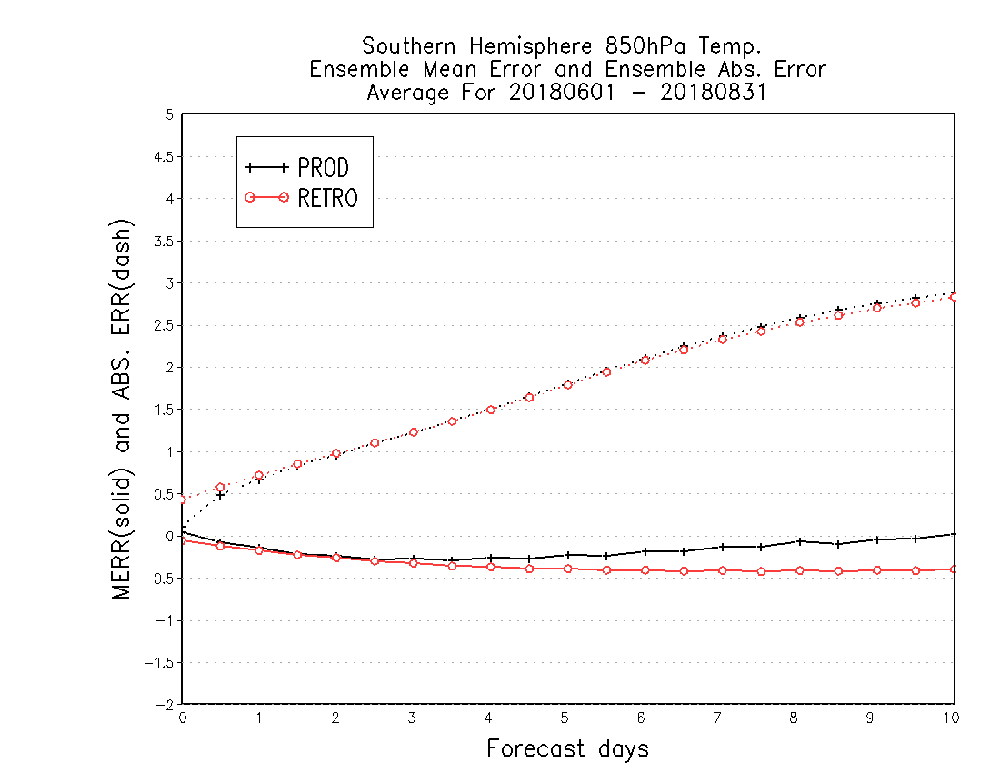 Southern Hemisphere 850hPa Temp.
Ensemble Mean Error and Ensemble Abs. Error
Average For 20180601 - 20180831
5
4.5
4
3.5
3
2.5
2
1.5
1
0.5
0
-0.5
-1
-1.5
-2
MERR(solid) and ABS. ERR(dash)
PROD
RETRO
0 1 2 3 4 5 6 7 8 9 10
Forecast days